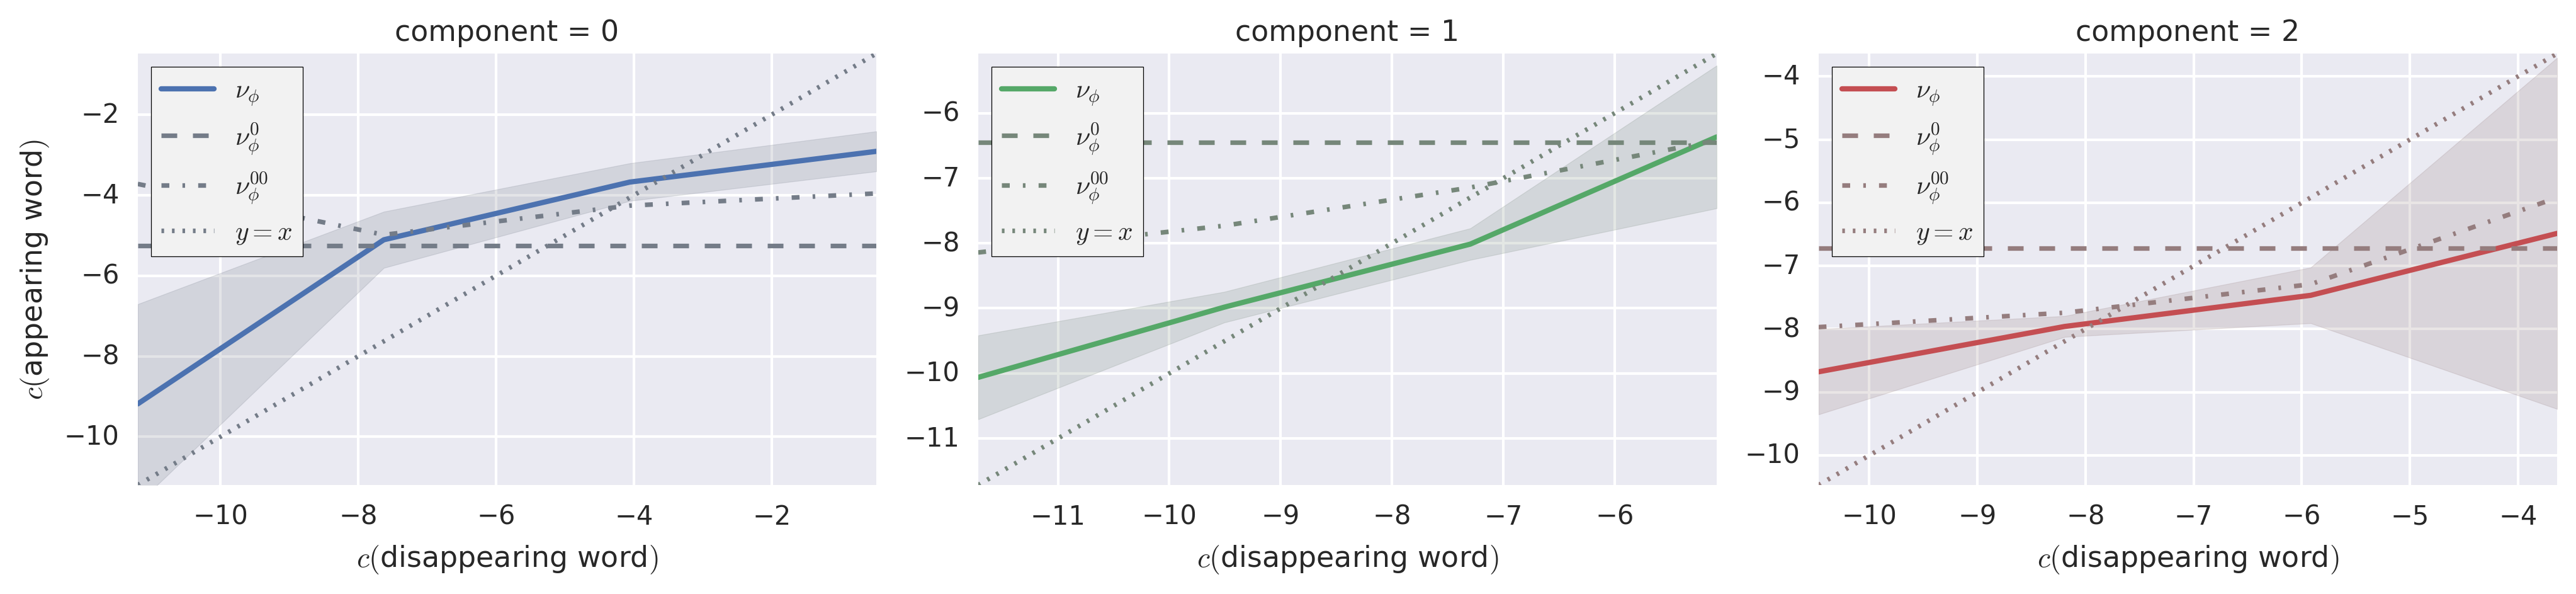 component = 0
−2
−4
−6
−8
−10
c(appearing word)
ν_ϕ
ν_ϕ^0
ν_ϕ^00
y = x
−10 −8 −6 −4 −2
c(disappearing word)
component = 1
−6
−7
−8
−9
−10
−11
ν_ϕ
ν_ϕ^0
ν_ϕ^00
y = x
−11 −10 −9 −8 −7 −6
c(disappearing word)
component = 2
−4
−5
−6
−7
−8
−9
−10
ν_ϕ
ν_ϕ^0
ν_ϕ^00
y = x
−10 −9 −8 −7 −6 −5 −4
c(disappearing word)